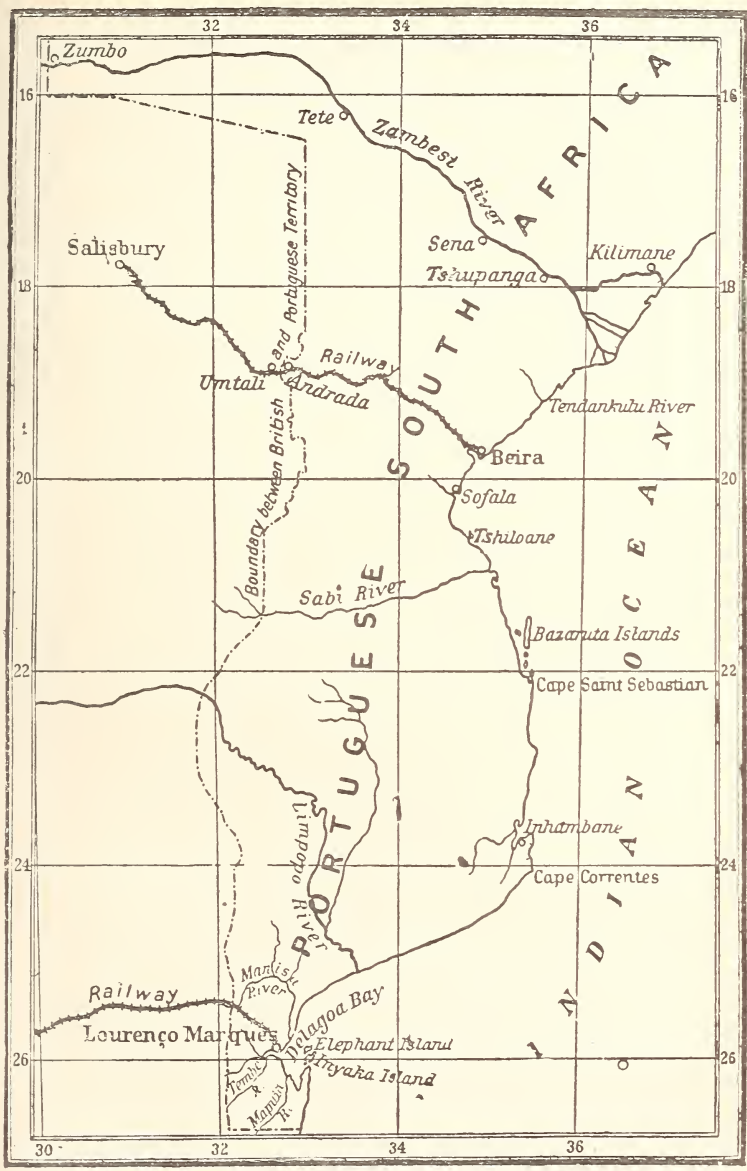 32 34 36
Zumbo
16 16
Tete
Zambesi River
Salisbury
Sena
Kilimane
Tshupanga
18 18
Boundary between British and Portuguese Territory
Railway
Umtali
Andrada
Tendankulu River
Beira
20 20
Sofala
Tshiloane
Sabi River
Bazaruta Islands
22 22
Cape Saint Sebastian
Limpopo River
Inhambane
24 24
Cape Correntes
PORTUGUESE SOUTH AFRICA
INDIAN OCEAN
Manisu
River
Railway
Delagoa Bay
Lourenço Marques
Elephant Island
26 26
Inyaka Island
Tembe
R.
Maputa
R.
30 32 34 36